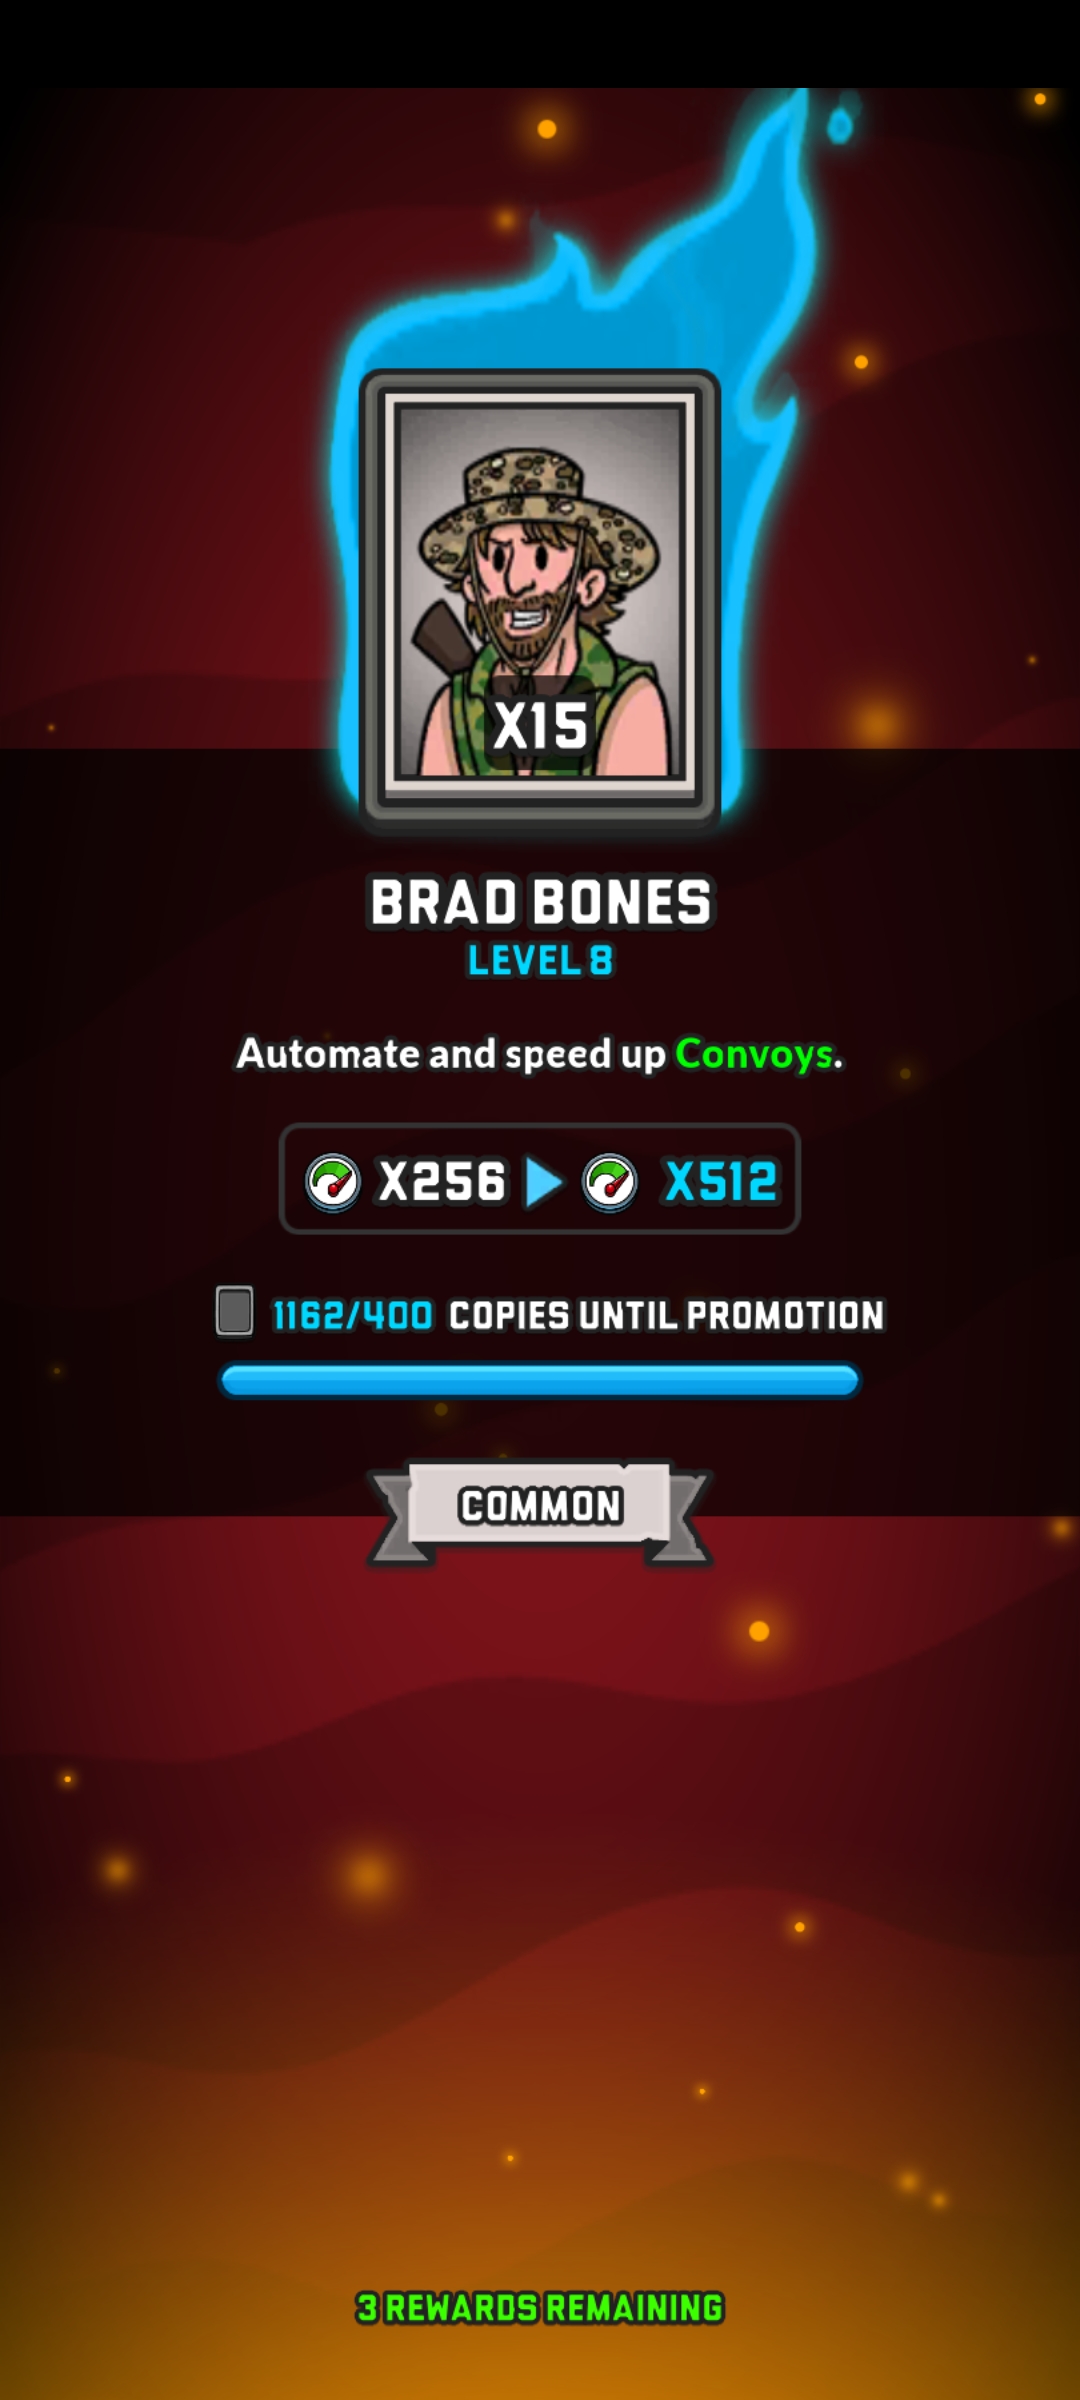 X15
BRAD BONES
LEVEL 8
Automate and speed up Convoys.
X256 X512
1162/400 COPIES UNTIL PROMOTION
COMMON
3 REWARDS REMAINING